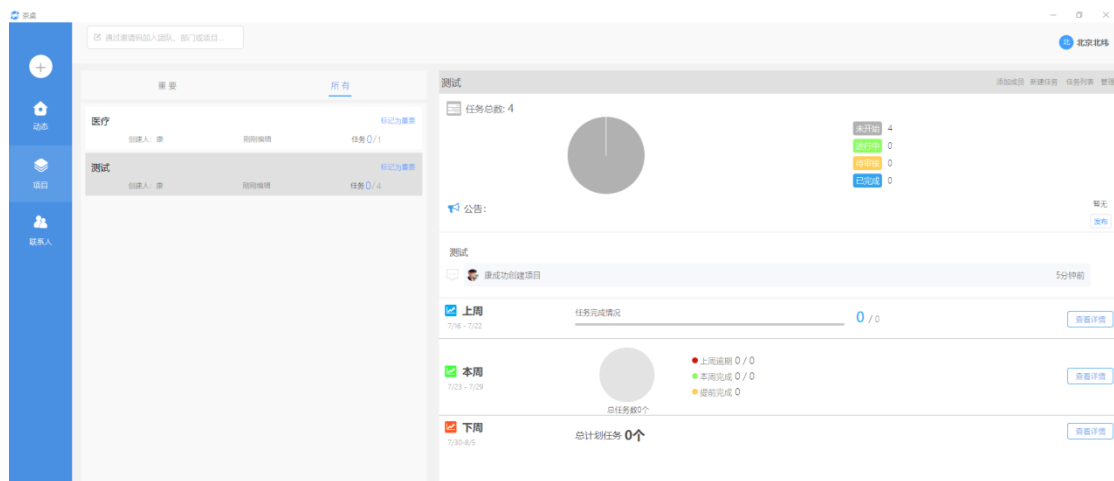 茶桌
通过邀请码加入团队、部门或项目...
北 北京北纬
动态
项目
联系人
重要 所有
医疗 标记为重要
创建人: 康 刚刚编辑 任务 0/1
测试 标记为重要
创建人: 康 刚刚编辑 任务 0/4
测试 添加成员 新建任务 任务列表 管理
任务总数: 4
未开始 4
进行中 0
待审核 0
已完成 0
公告: 暂无
发布
测试
康成功创建项目 5分钟前
上周 任务完成情况 0 / 0 查看详情
7/16 - 7/22
本周 查看详情
7/23 - 7/29
上周逾期 0 / 0
本周完成 0 / 0
提前完成 0
总任务数0个
下周 总计划任务 0个 查看详情
7/30-8/5